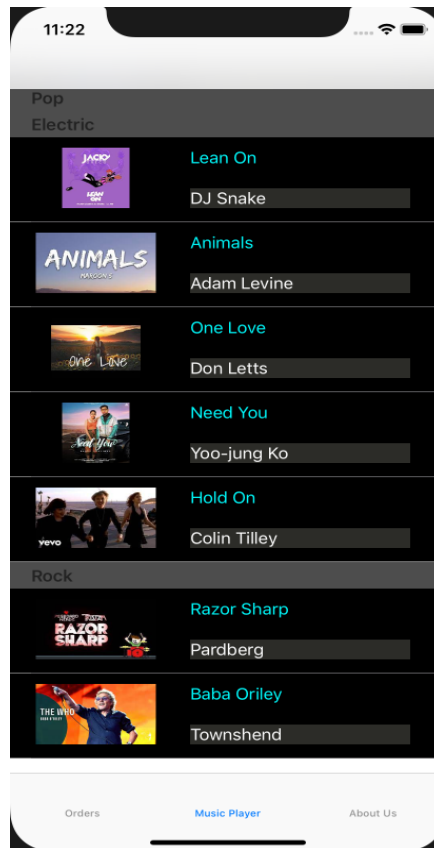 11:22
Pop
Electric
JACKY
LEAN
ON
Lean On
DJ Snake
ANIMALS
MAROON 5
Animals
Adam Levine
One Love
One Love
Don Letts
Need You
Need You
Yoo-jung Ko
vevo
Hold On
Colin Tilley
Rock
RAZOR
SHARP
Razor Sharp
Pardberg
THE WHO
BABA O'RILEY
Baba Oriley
Townshend
Orders
Music Player
About Us